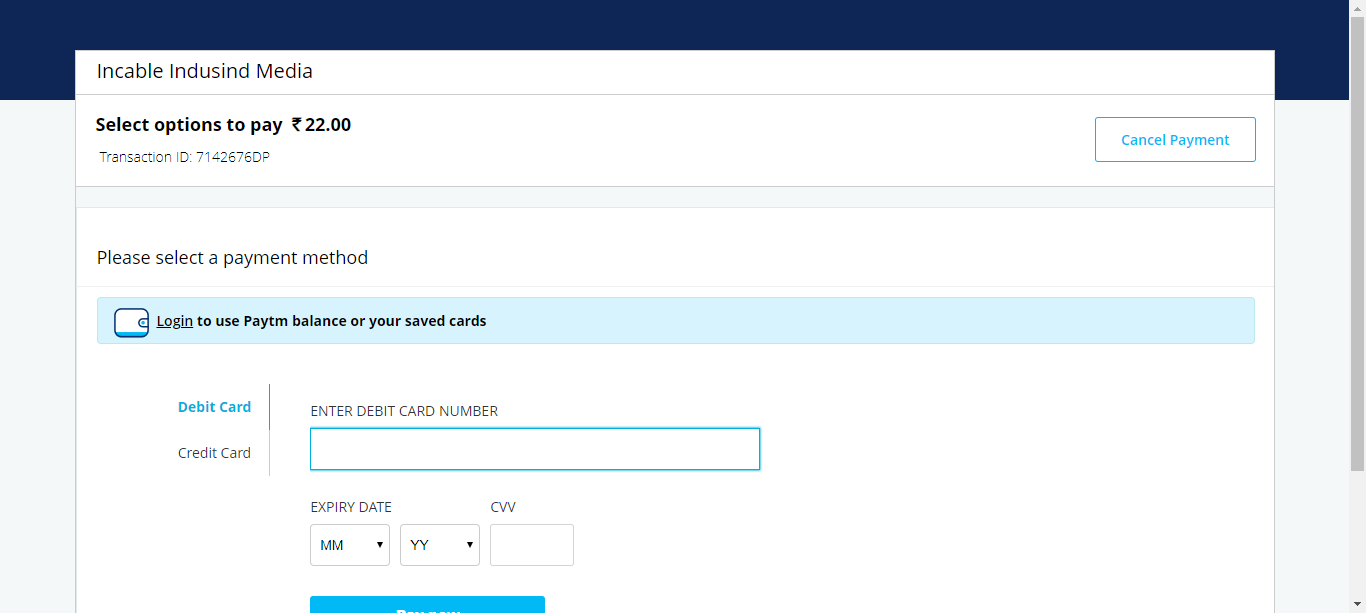 Incable Indusind Media
Select options to pay ₹ 22.00
Cancel Payment
Transaction ID: 7142676DP
Please select a payment method
Login to use Paytm balance or your saved cards
Debit Card
Credit Card
ENTER DEBIT CARD NUMBER
EXPIRY DATE
CVV
MM
YY
Pay now